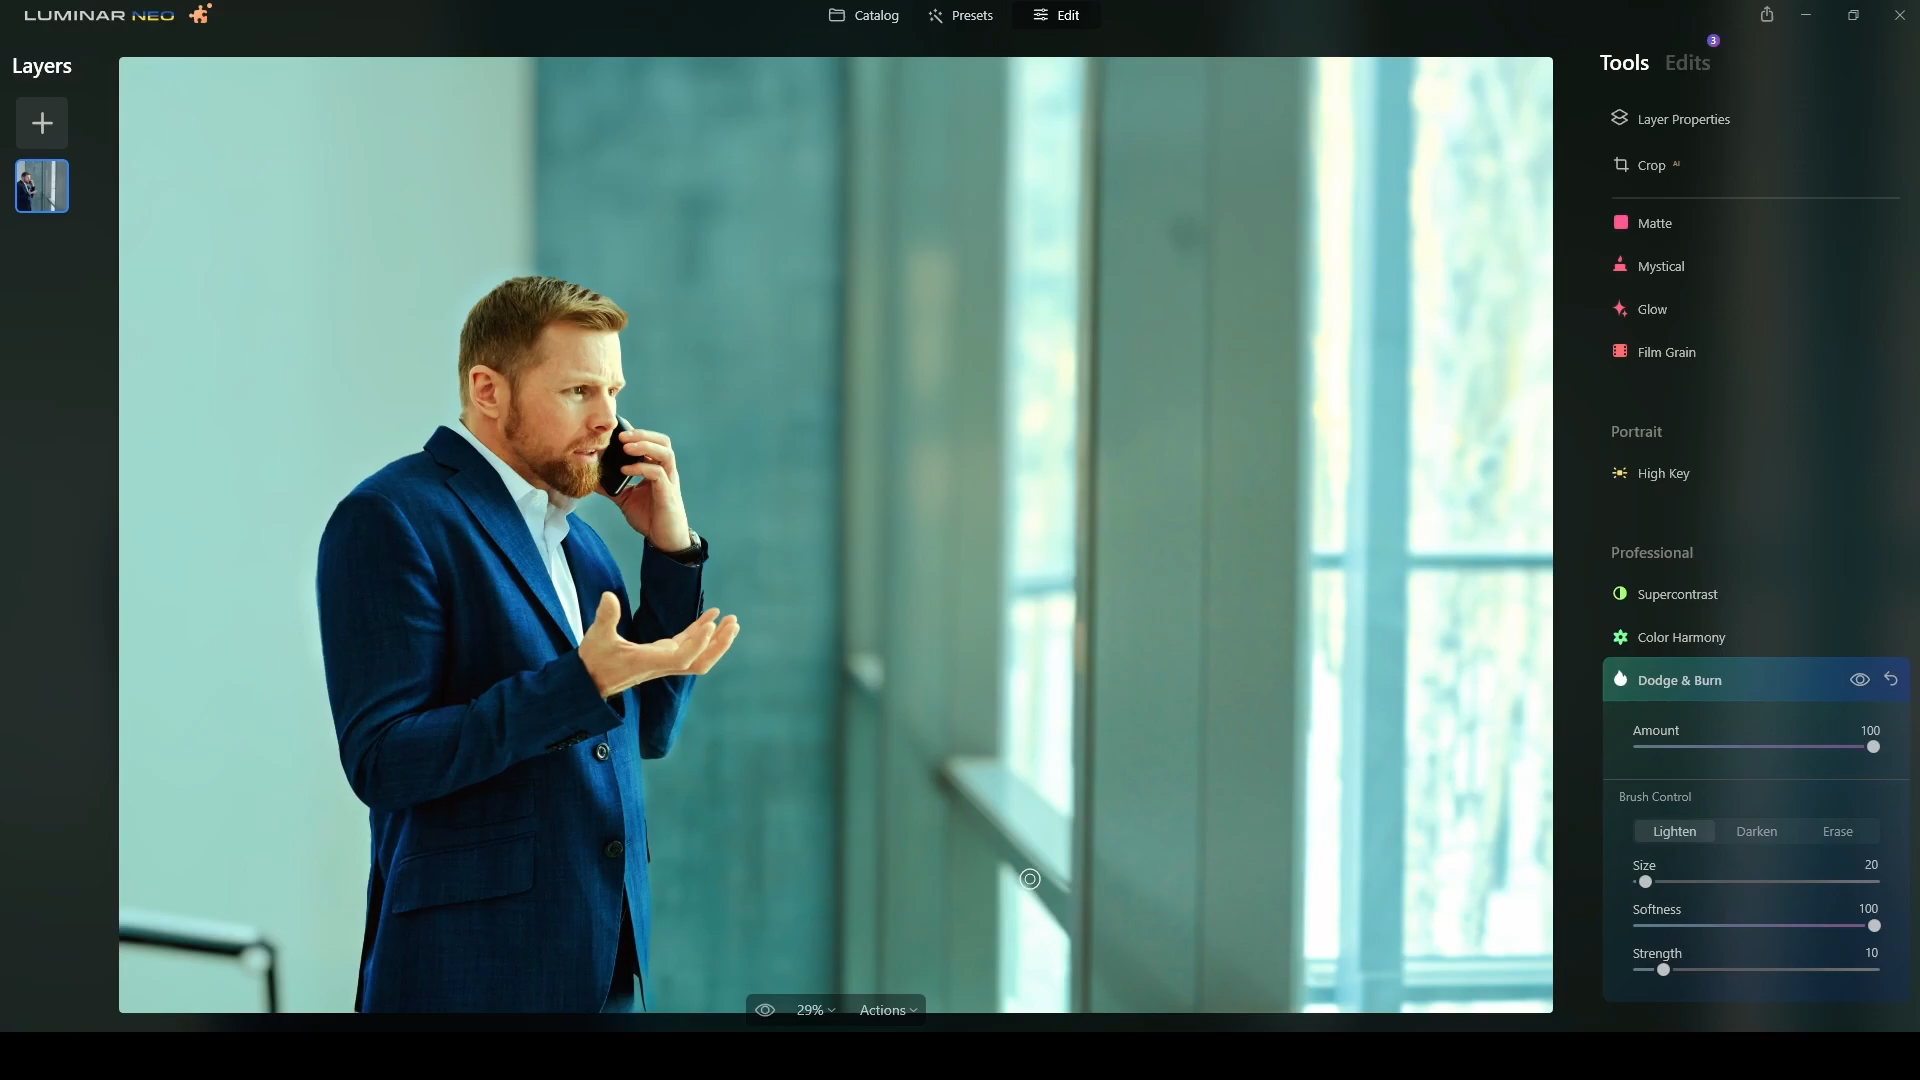 LUMINAR NEO
Catalog
Presets
Edit
Layers
3
Tools
Edits
Layer Properties
Crop AI
Matte
Mystical
Glow
Film Grain
Portrait
High Key
Professional
Supercontrast
Color Harmony
Dodge & Burn
Amount 100
Brush Control
Lighten Darken Erase
Size 20
Softness 100
Strength 10
29%
Actions